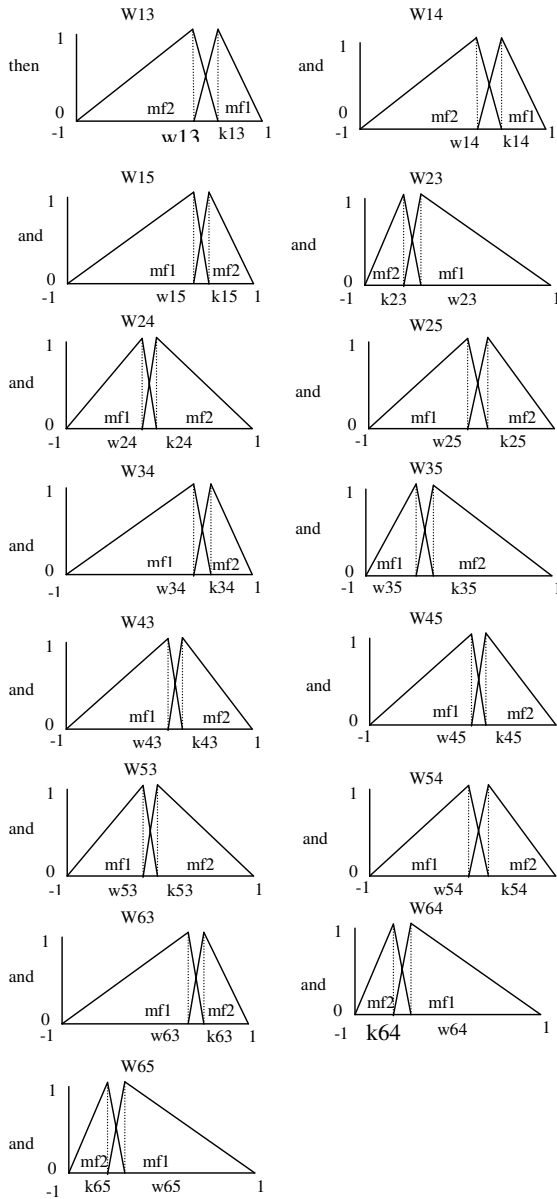 W13
1
then
mf2 mf1
0
-1 w13 k13 1
W14
1
and
mf2 mf1
0
-1 w14 k14 1
W15
1
and
mf1 mf2
0
-1 w15 k15 1
W23
1
and
mf2 mf1
0
-1 k23 w23 1
W24
1
and
mf1 mf2
0
-1 w24 k24 1
W25
1
and
mf1 mf2
0
-1 w25 k25 1
W34
1
and
mf1 mf2
0
-1 w34 k34 1
W35
1
and
mf1 mf2
0
-1 w35 k35 1
W43
1
and
mf1 mf2
0
-1 w43 k43 1
W45
1
and
mf1 mf2
0
-1 w45 k45 1
W53
1
and
mf1 mf2
0
-1 w53 k53 1
W54
1
and
mf1 mf2
0
-1 w54 k54 1
W63
1
and
mf1 mf2
0
-1 w63 k63 1
W64
1
and
mf2 mf1
0
-1 k64 w64 1
W65
1
and
mf2 mf1
0
-1 k65 w65 1